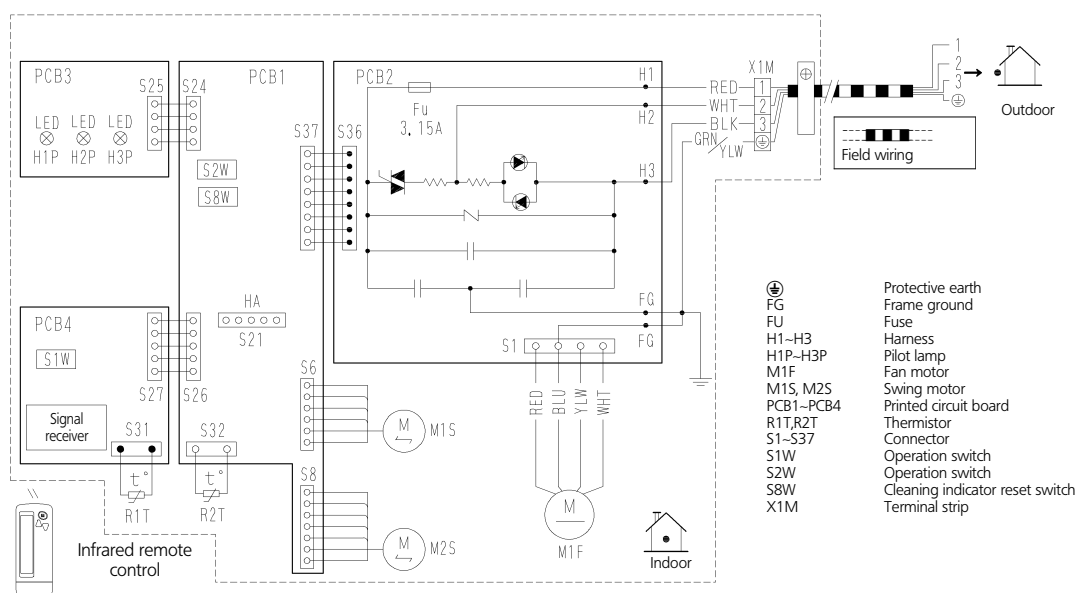 PCB3
LED LED LED
H1P H2P H3P
S25 S24
PCB1
S2W
S8W
HA
S21
S37 S36
PCB2
Fu
3.15A
H1
H2
H3
FG
FG
X1M
RED 1
WHT 2
BLK 3
GRN/YLW
1
2
3
Outdoor
Field wiring
PCB4
S1W
S27 S26
Signal
receiver
S31
S32
t°
t°
R1T
R2T
S6
M
M1S
S8
M
M2S
S1
RED
BLU
YLW
WHT
M
M1F
Indoor
Infrared remote
control
Protective earth
FG Frame ground
FU Fuse
H1~H3 Harness
H1P~H3P Pilot lamp
M1F Fan motor
M1S, M2S Swing motor
PCB1~PCB4 Printed circuit board
R1T,R2T Thermistor
S1~S37 Connector
S1W Operation switch
S2W Operation switch
S8W Cleaning indicator reset switch
X1M Terminal strip